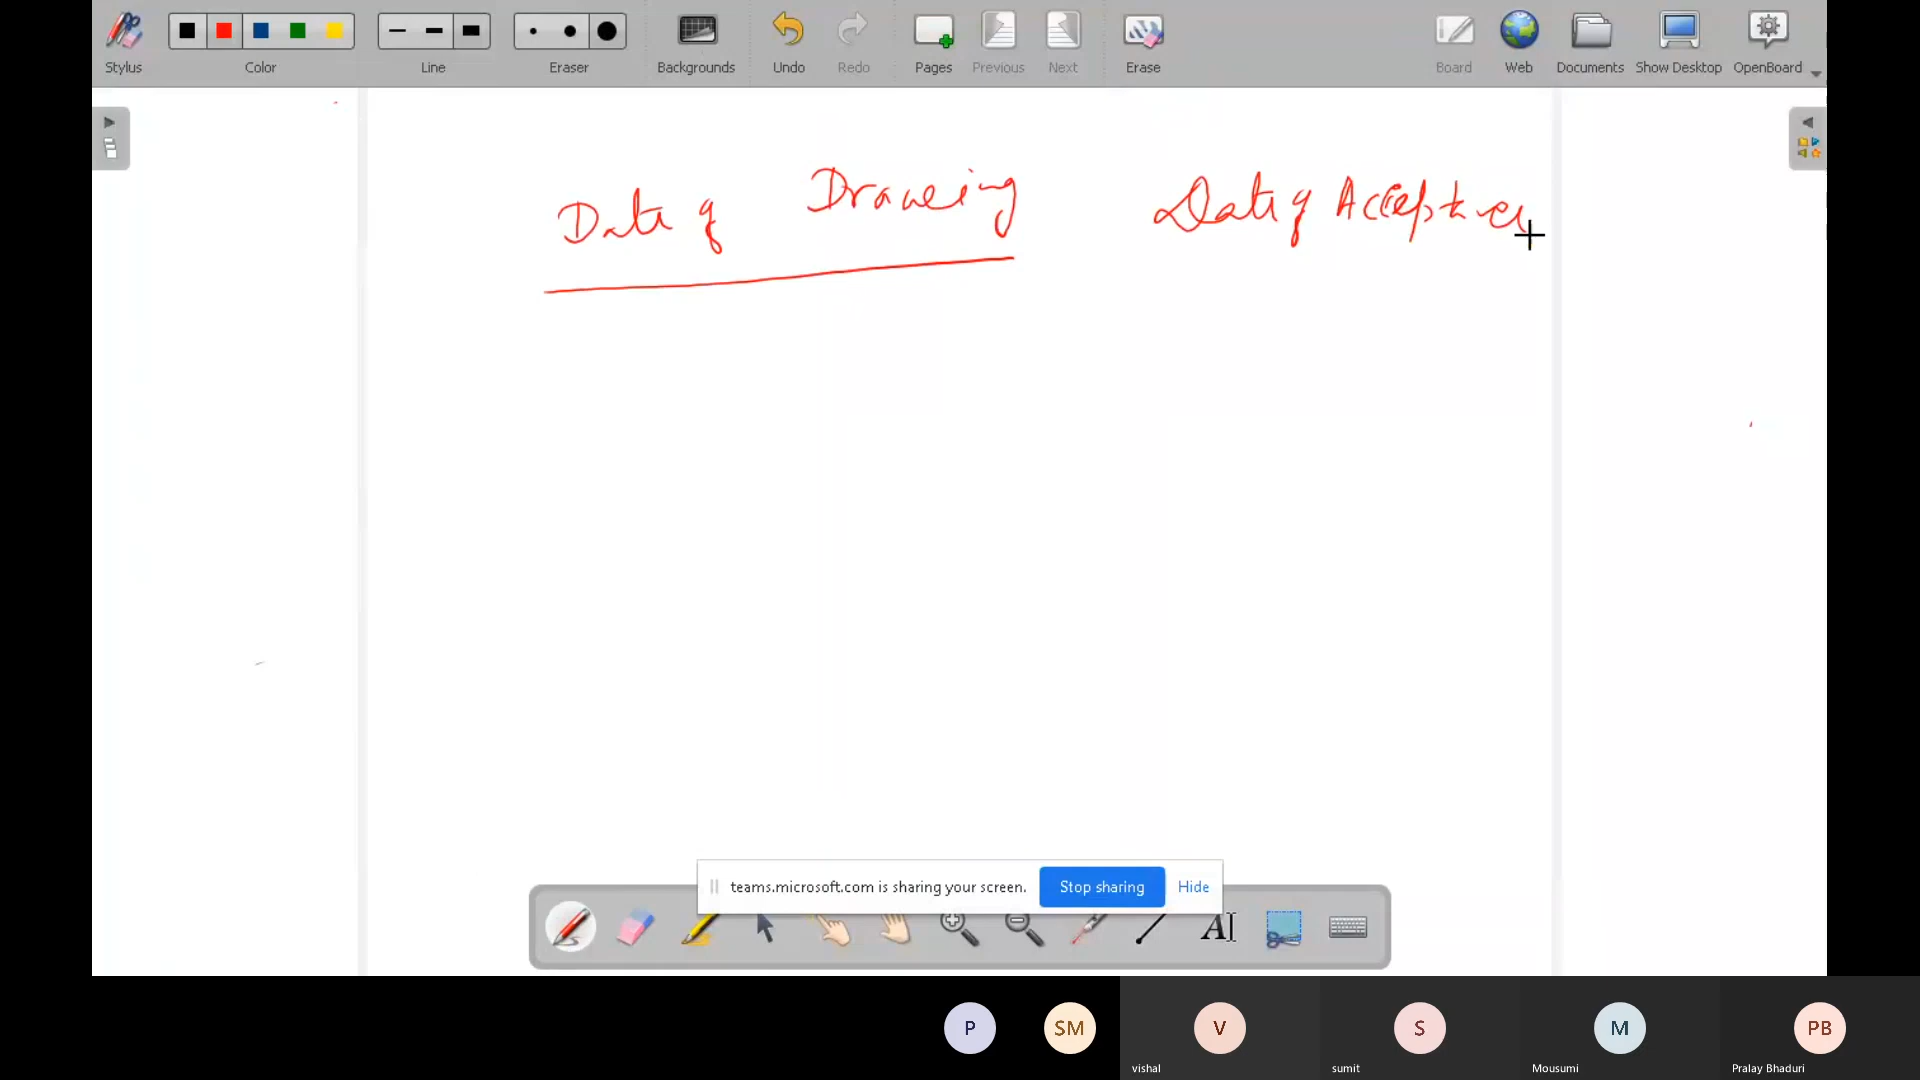 Stylus Color Line Eraser Backgrounds Undo Redo Pages Previous Next Erase Board Web Documents Show Desktop OpenBoard
Date of Drawing Date of
teams.microsoft.com is sharing your screen. Stop sharing Hide
AI
P SM V S M PB
vishal sumit Mousumi Pralay Bhaduri